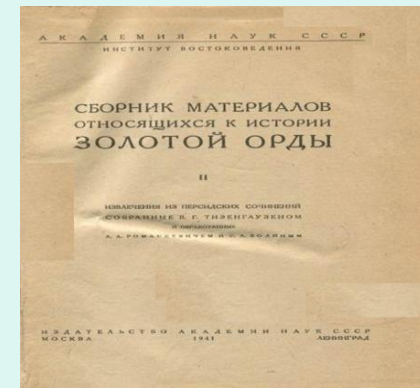 АКАДЕМИЯ НАУК СССР
ИНСТИТУТ ВОСТОКОВЕДЕНИЯ
СБОРНИК МАТЕРИАЛОВ
ОТНОСЯЩИХСЯ К ИСТОРИИ
ЗОЛОТОЙ ОРДЫ
II
ИЗВЛЕЧЕНИЯ ИЗ ПЕРСИДСКИХ СОЧИНЕНИЙ
СОБРАННЫЕ В. Г. ТИЗЕНГАУЗЕНОМ
И ОБРАБОТАННЫЕ
А. А. РОМАСКЕВИЧЕМ И С. Л. ВОЛИНЫМ
ИЗДАТЕЛЬСТВО АКАДЕМИИ НАУК СССР
МОСКВА 1941 ЛЕНИНГРАД